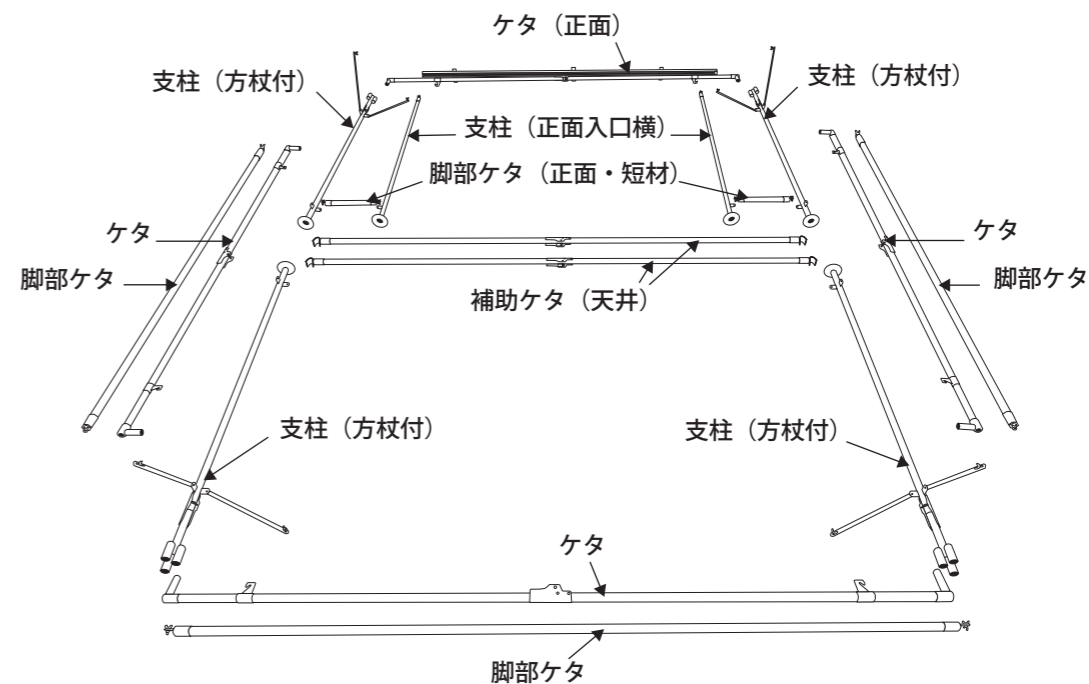 ケタ（正面）
支柱（方杖付）
支柱（方杖付）
支柱（正面入口横）
脚部ケタ（正面・短材）
ケタ
ケタ
脚部ケタ
脚部ケタ
補助ケタ（天井）
支柱（方杖付）
支柱（方杖付）
ケタ
脚部ケタ